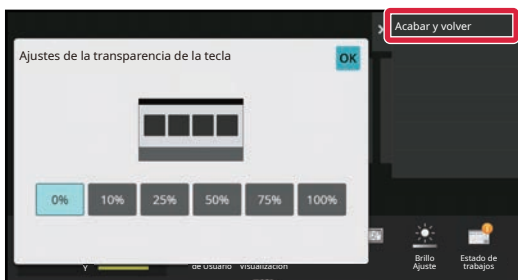 Acabar y volver
Ajustes de la transparencia de la tecla
OK
0% 10% 25% 50% 75% 100%
Y
de Usuario Visualización
Brillo
Ajuste
Estado de
trabajos